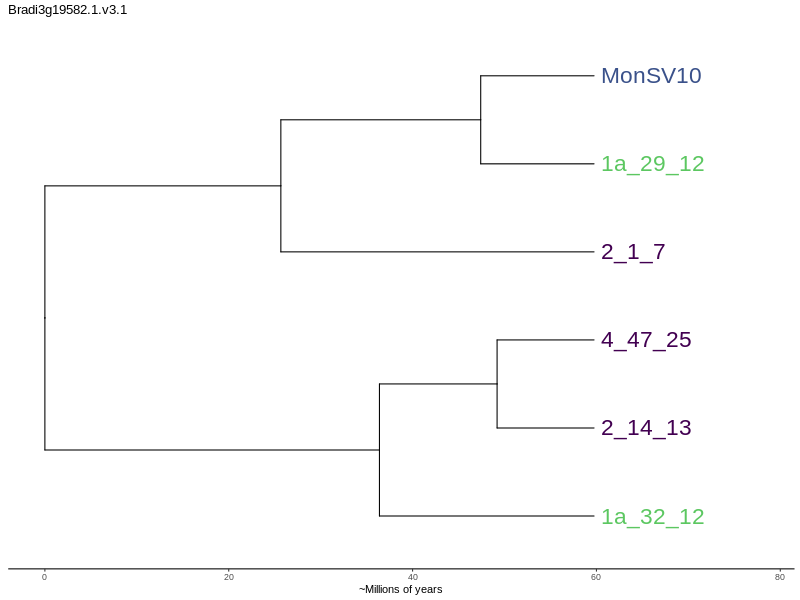 Bradi3g19582.1.v3.1
MonSV10
1a_29_12
2_1_7
4_47_25
2_14_13
1a_32_12
0 20 40 60 80
~Millions of years